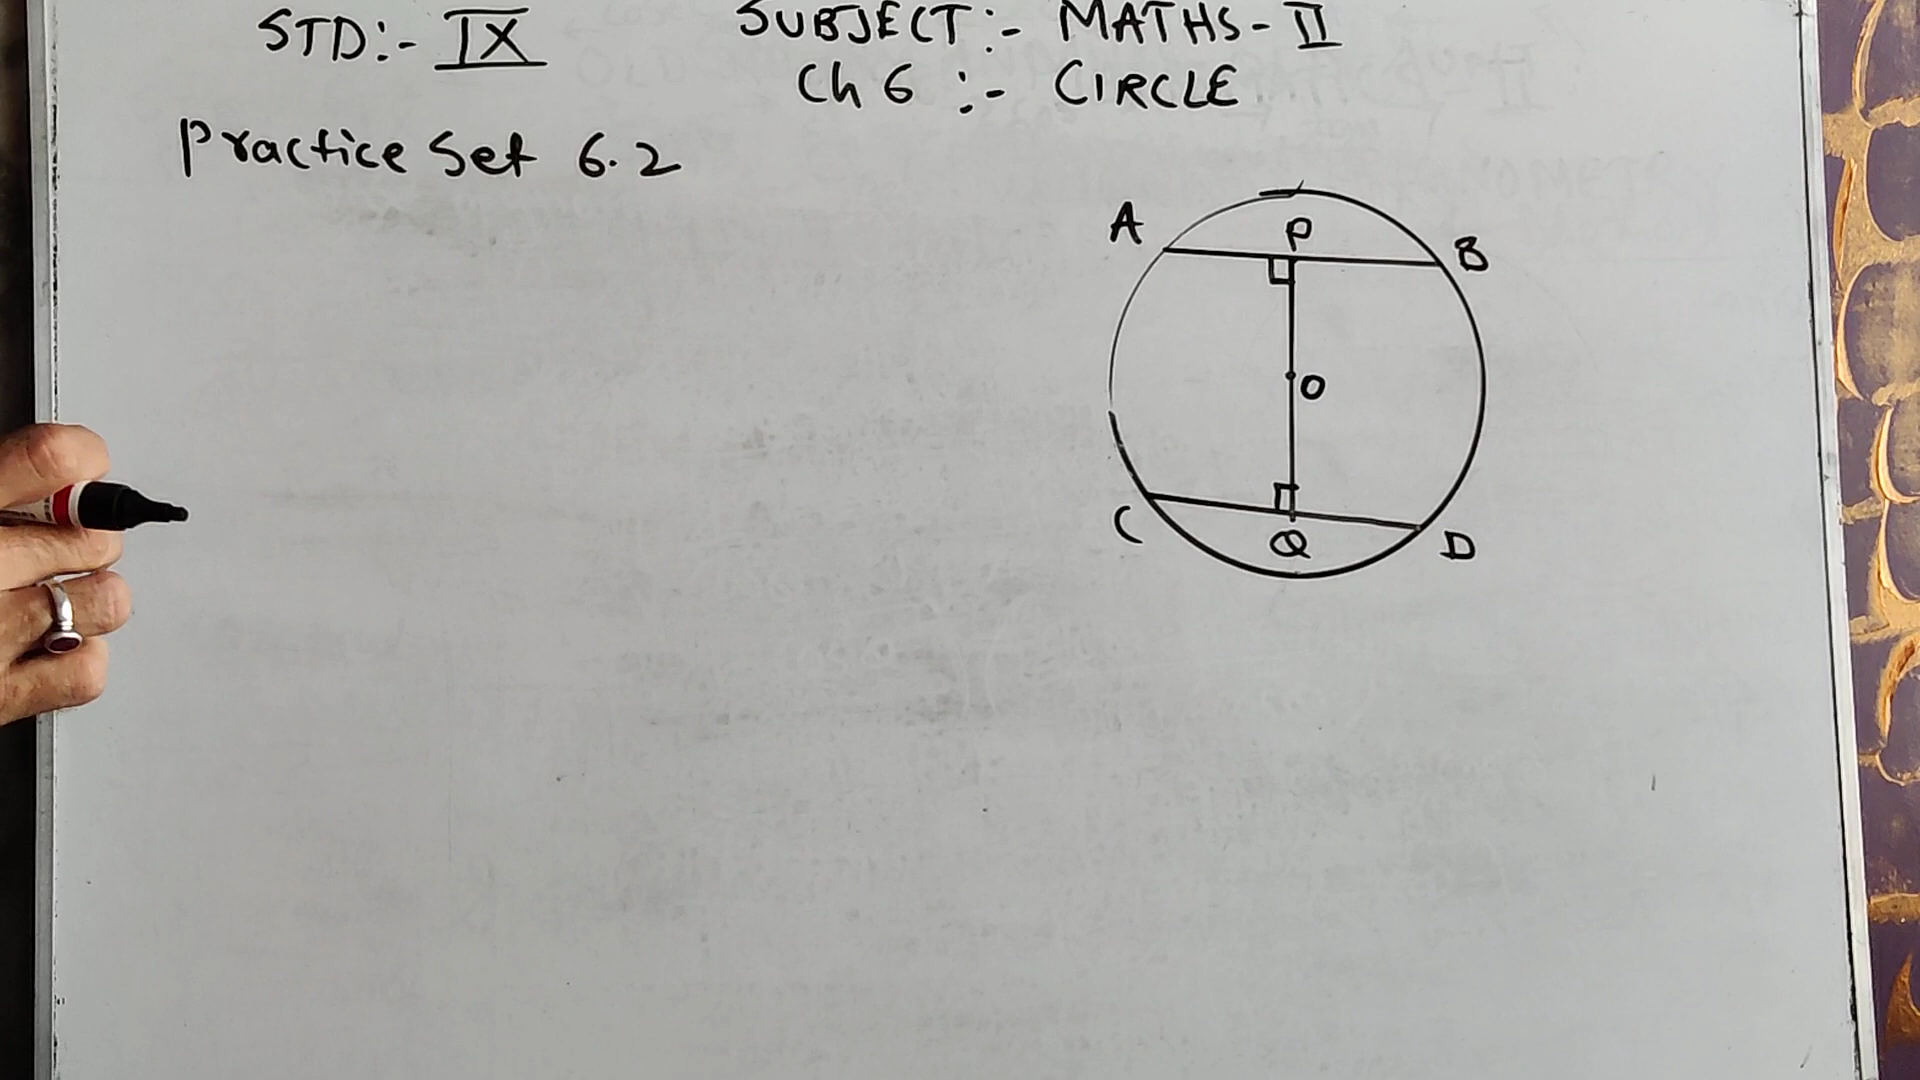 STD:- IX
SUBJECT:- MATHS-II
Ch 6 :- CIRCLE
Practice Set 6.2
A
P
B
O
C
Q
D